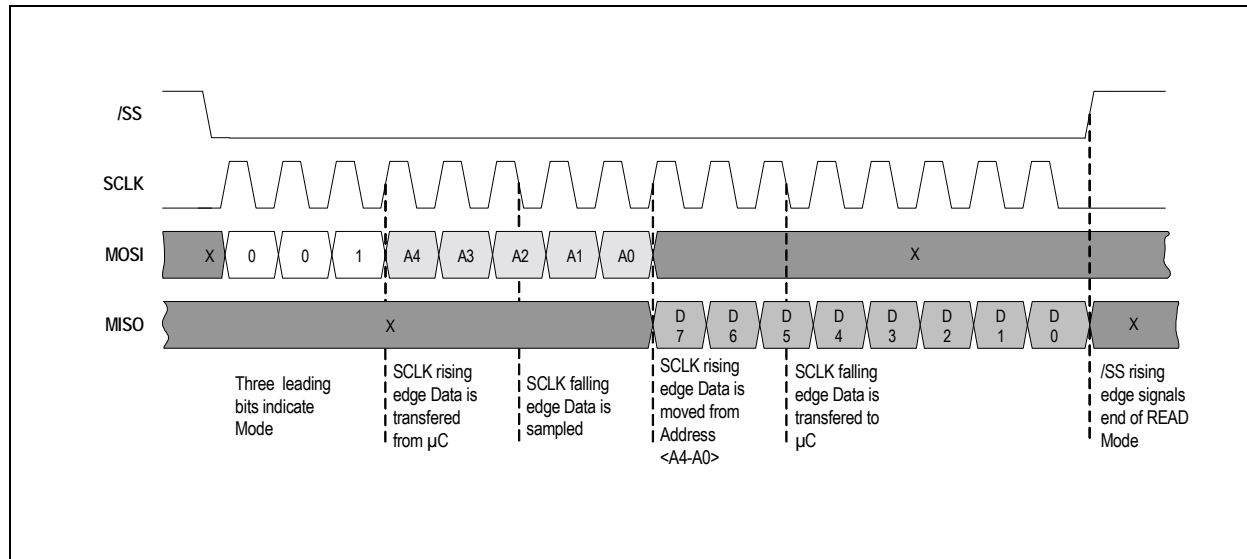 /SS
SCLK
MOSI
X 0 0 1 A4 A3 A2 A1 A0 X
MISO
X D D D D D D D D X
7 6 5 4 3 2 1 0
Three leading
bits indicate
Mode
SCLK rising
edge Data is
transfered
from µC
SCLK falling
edge Data is
sampled
SCLK rising
edge Data is
moved from
Address
<A4-A0>
SCLK falling
edge Data is
transfered to
µC
/SS rising
edge signals
end of READ
Mode